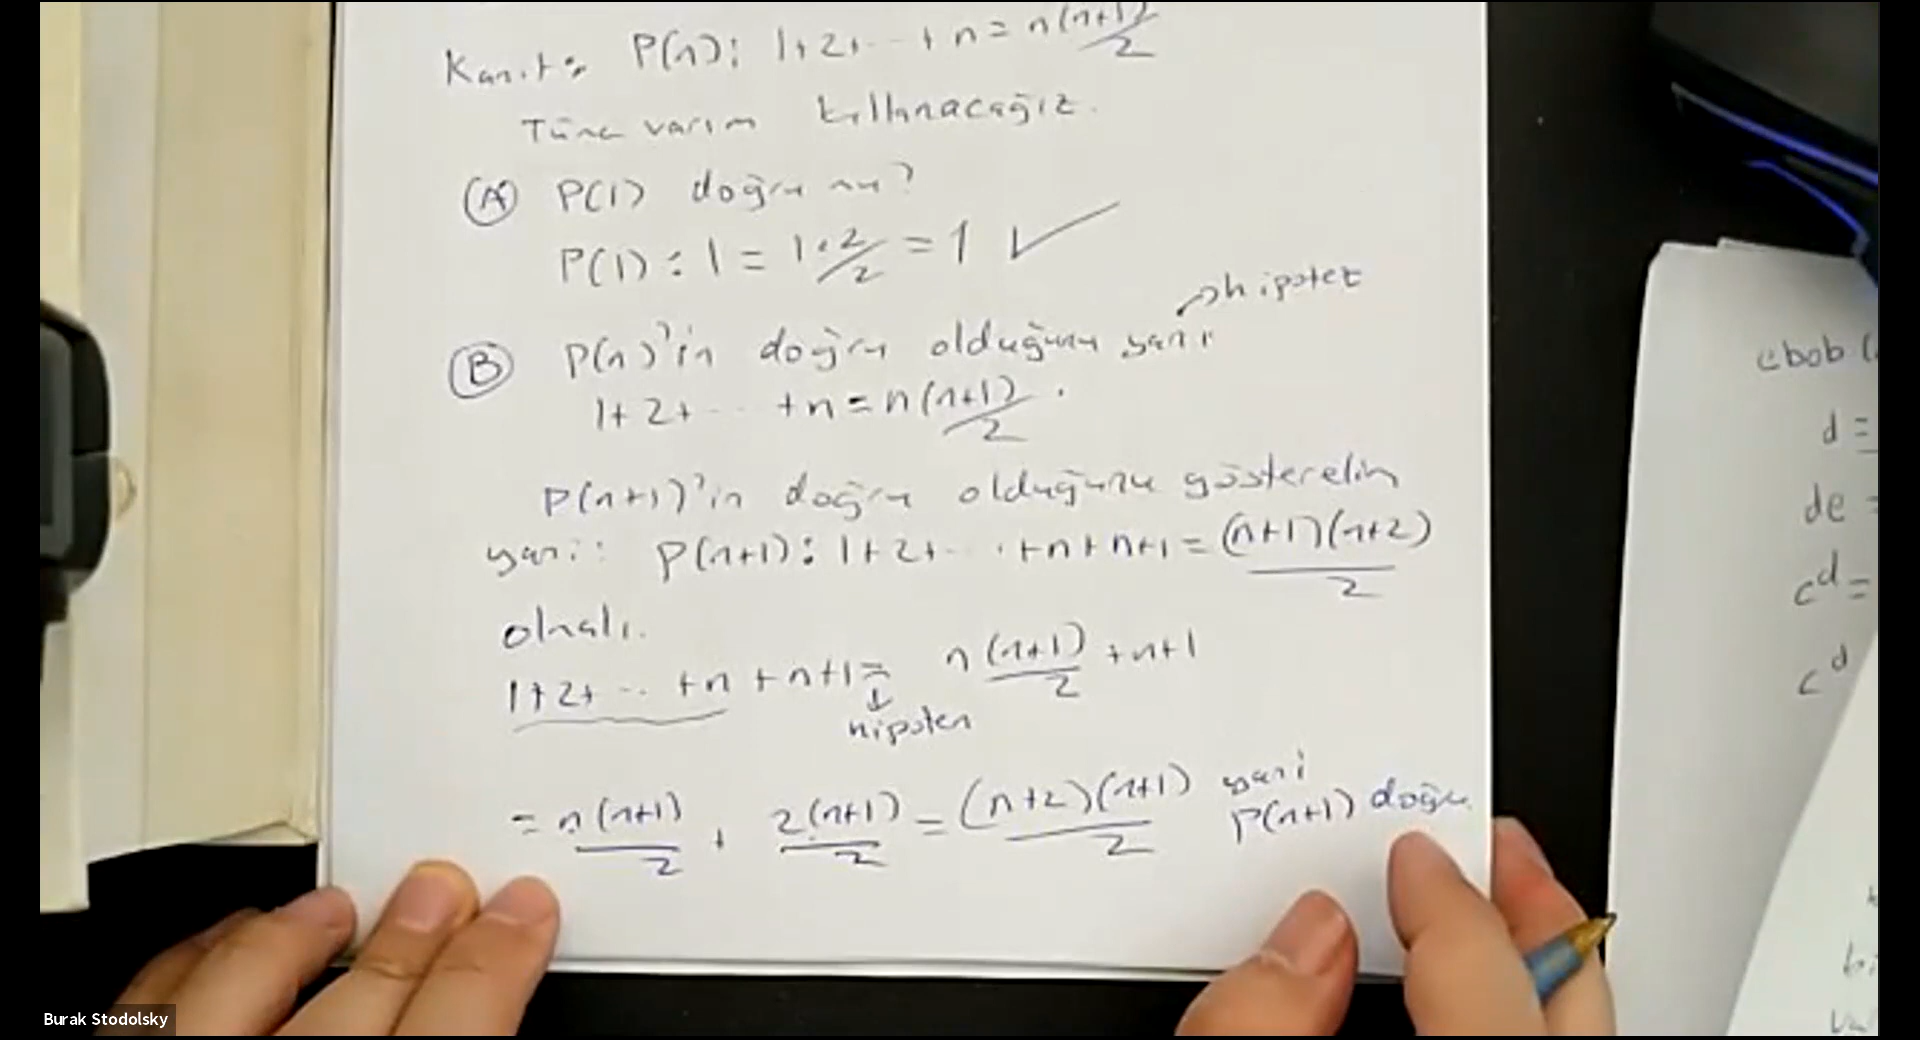 Kanıt: P(n): 1+2+...+n = n(n+1)/2
Tüme varım kullanacağız.
(A) P(1) doğru mu?
P(1): 1 = 1·2/2 = 1 ✓
→ hipotez
(B) P(n)'in doğru olduğunu yani
1+2+...+n = n(n+1)/2.
P(n+1)'in doğru olduğunu gösterelim
yani: P(n+1): 1+2+...+n+n+1 = (n+1)(n+2)/2
olmalı.
1+2+...+n+n+1 = n(n+1)/2 +n+1
↓
hipoten
= n(n+1)/2 + 2(n+1)/2 = (n+2)(n+1)/2 yani
P(n+1) doğru
ebob (
d =
de =
c^d =
c^d
Burak Stodolsky